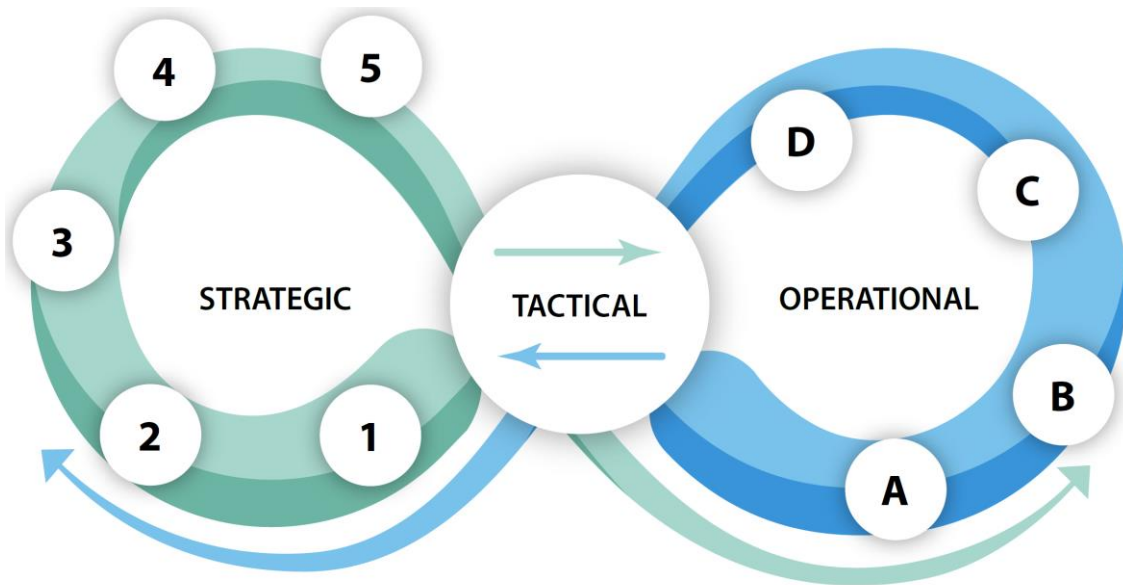 4
5
D
C
3
STRATEGIC
TACTICAL
OPERATIONAL
2
1
B
A